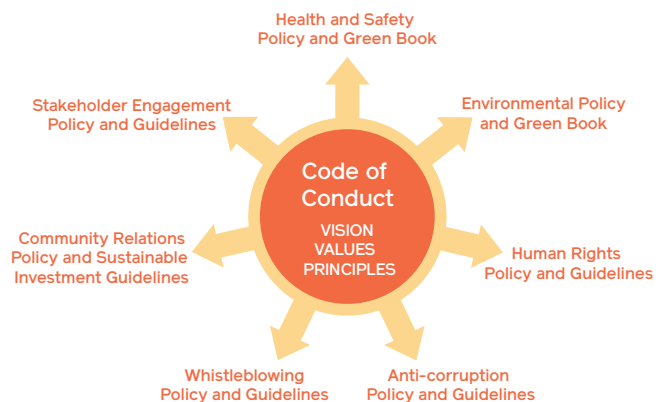 Health and Safety
Policy and Green Book
Stakeholder Engagement
Policy and Guidelines
Environmental Policy
and Green Book
Code of
Conduct
VISION
VALUES
PRINCIPLES
Community Relations
Policy and Sustainable
Investment Guidelines
Human Rights
Policy and Guidelines
Whistleblowing
Policy and Guidelines
Anti-corruption
Policy and Guidelines